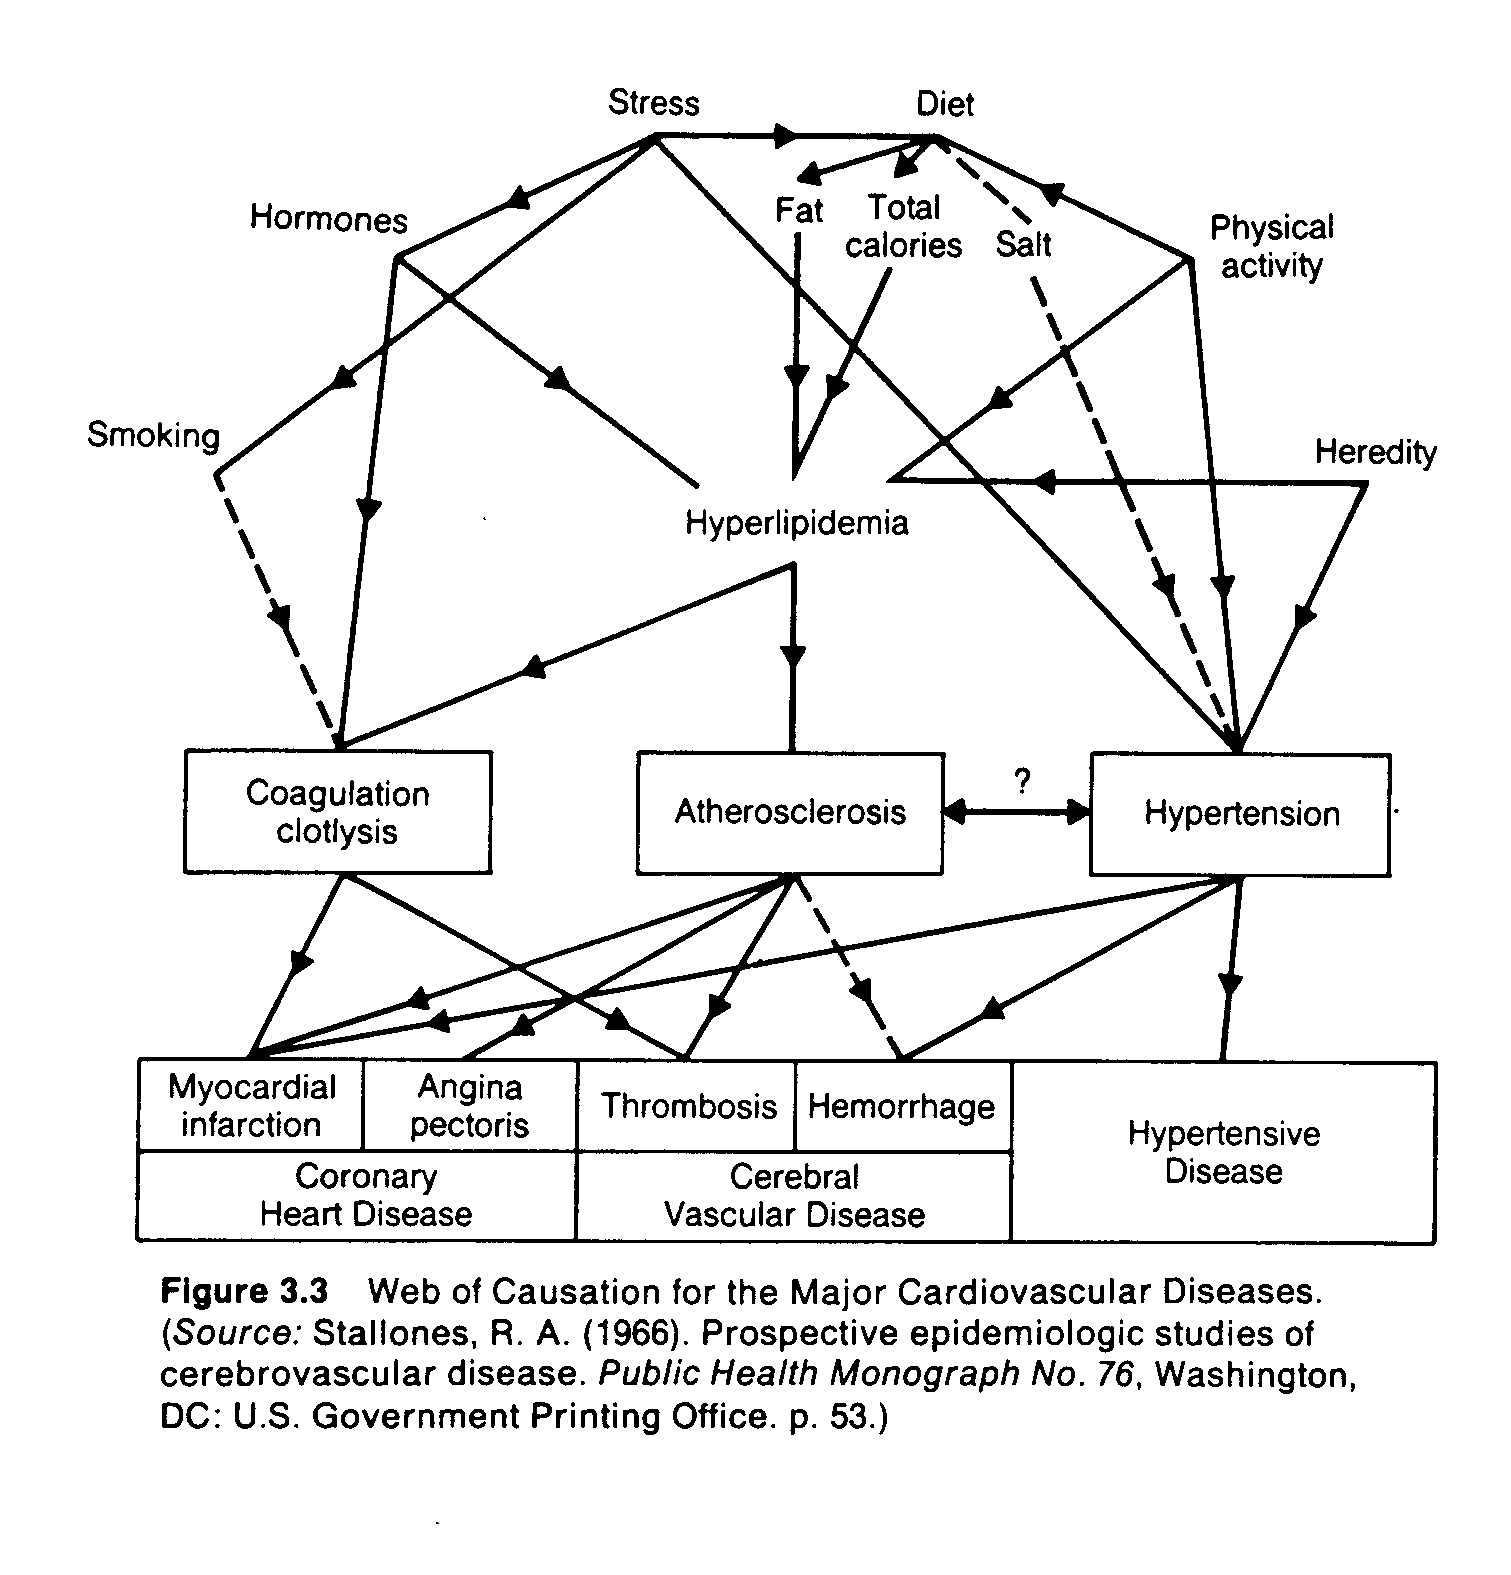 Stress
Diet
Hormones
Fat
Total
calories
Salt
Physical
activity
Smoking
Heredity
Hyperlipidemia
Coagulation
clotlysis
Atherosclerosis
?
Hypertension
Myocardial
infarction
Angina
pectoris
Thrombosis
Hemorrhage
Hypertensive
Disease
Coronary
Heart Disease
Cerebral
Vascular Disease
Figure 3.3 Web of Causation for the Major Cardiovascular Diseases.
(Source: Stallones, R. A. (1966). Prospective epidemiologic studies of
cerebrovascular disease. Public Health Monograph No. 76, Washington,
DC: U.S. Government Printing Office. p. 53.)